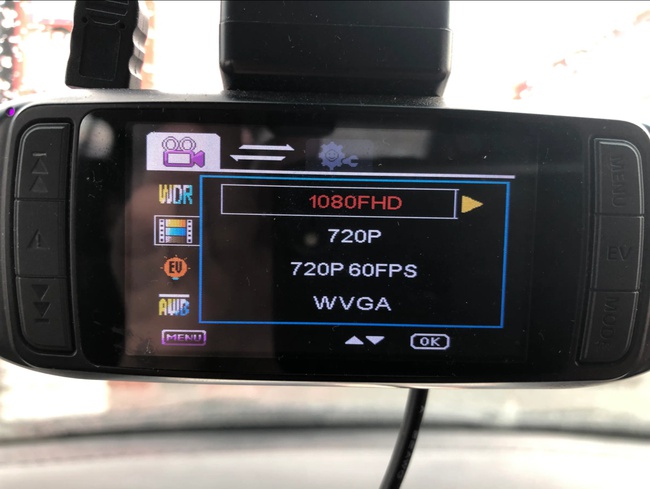 WDR
1080FHD
720P
720P 60FPS
EV
WVGA
AWB
MENU
OK
MENU
EV